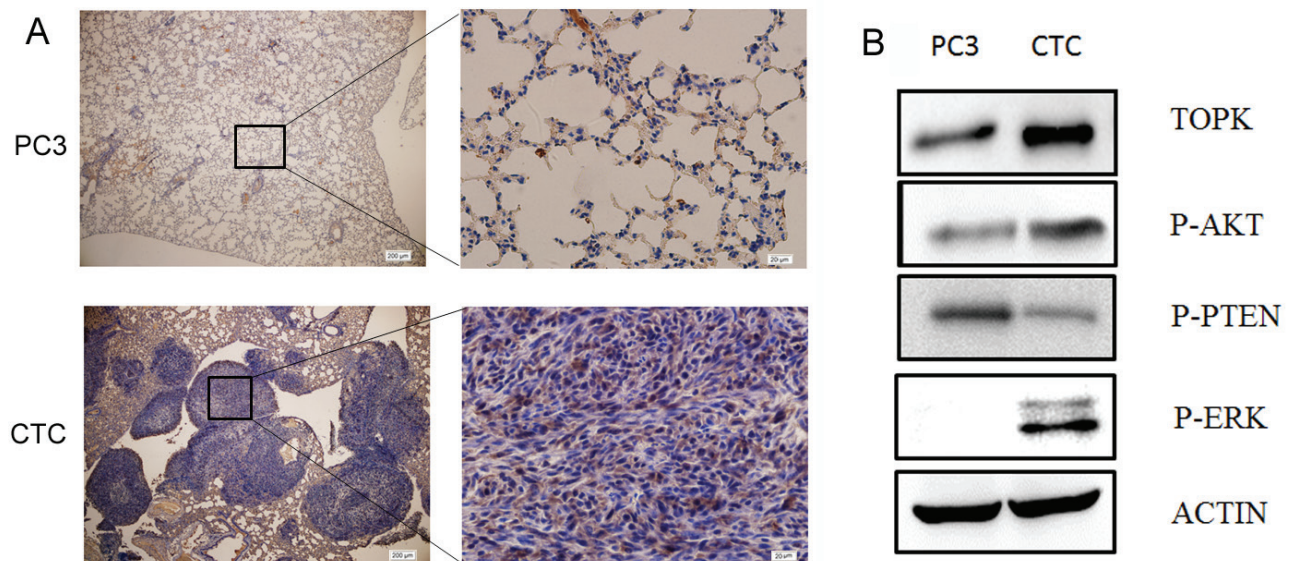 A
PC3
200 µm
20 µm
CTC
200 µm
20 µm
B
PC3 CTC
TOPK
P-AKT
P-PTEN
P-ERK
ACTIN